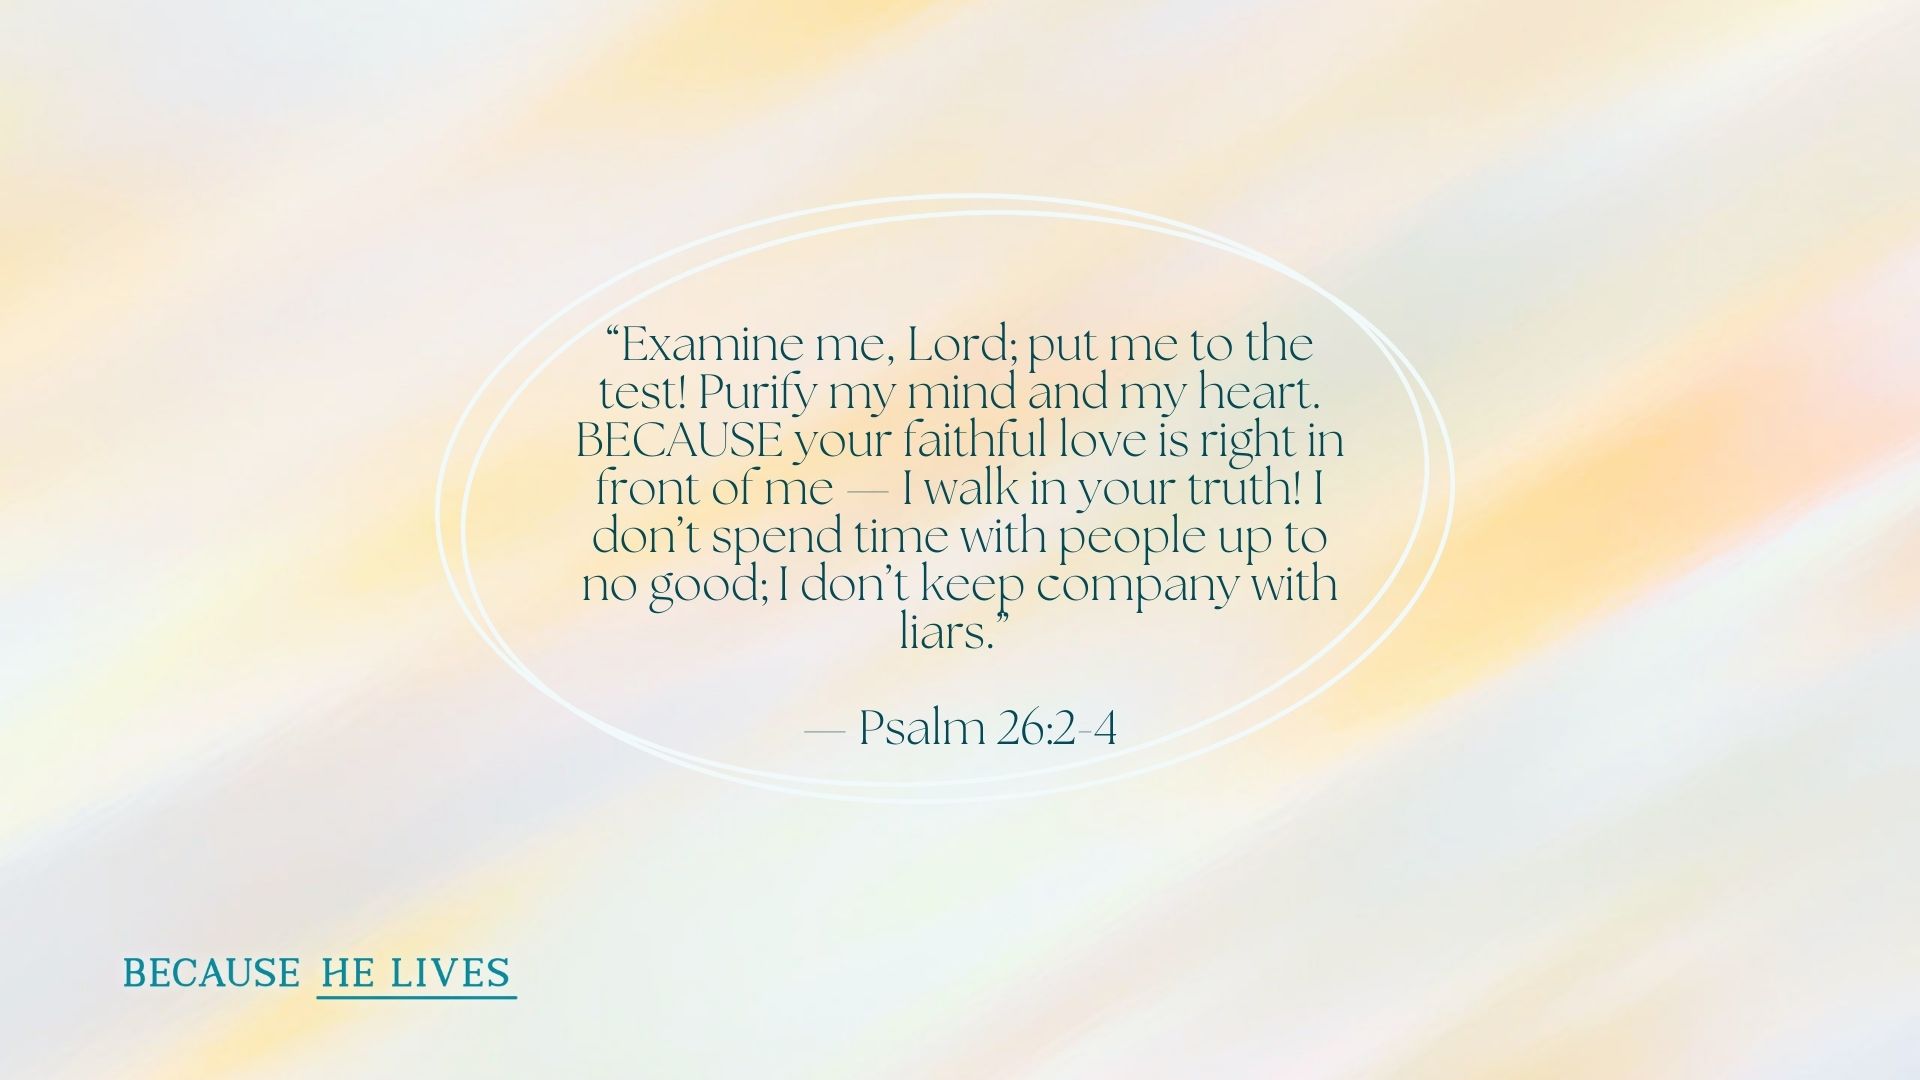 “Examine me, Lord; put me to the
test! Purify my mind and my heart.
BECAUSE your faithful love is right in
front of me — I walk in your truth! I
don’t spend time with people up to
no good; I don’t keep company with
liars.”
— Psalm 26:2-4
BECAUSE HE LIVES